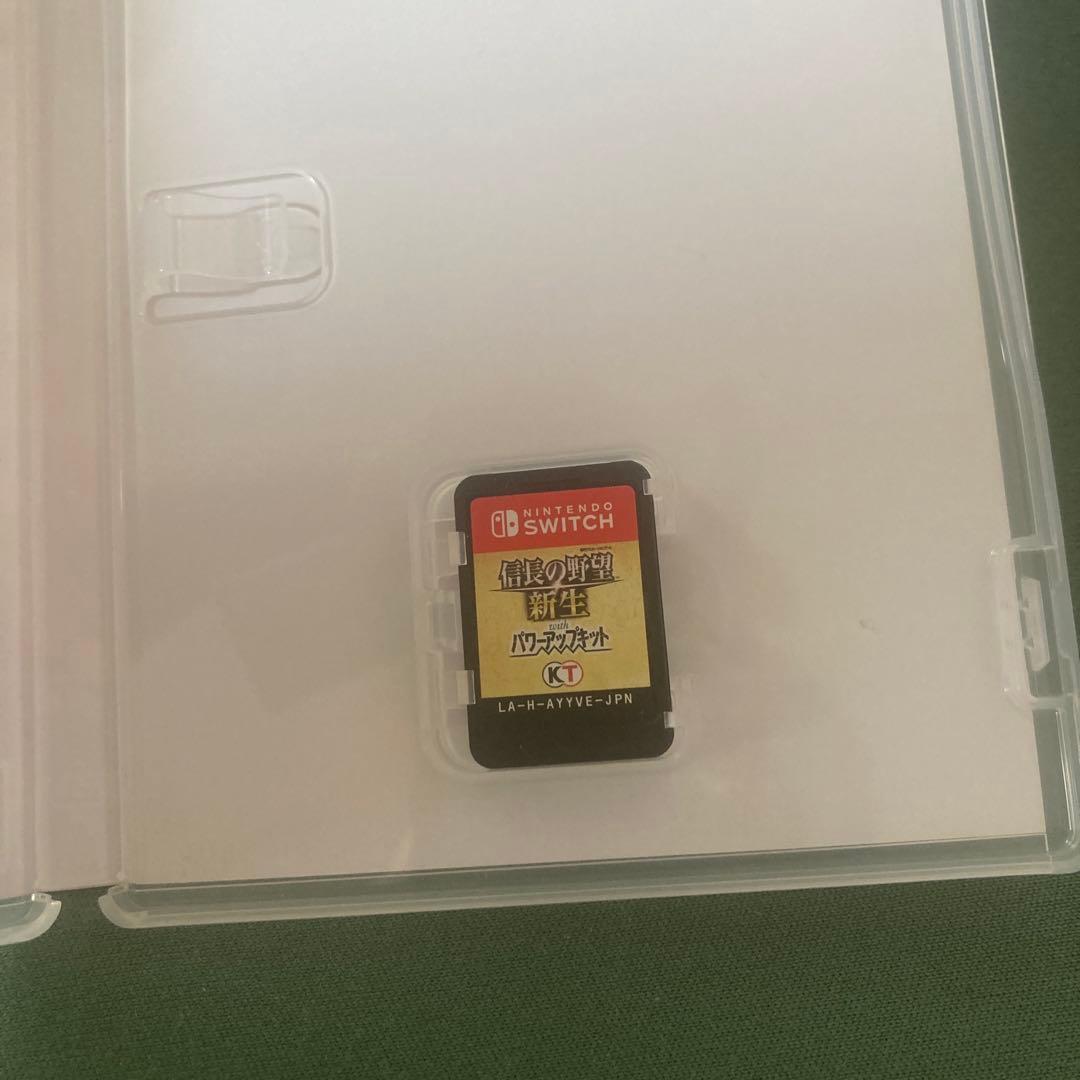 NINTENDO
SWITCH
信長の野望
新生
with
パワーアップキット
KT
LA-H-AYYVE-JPN